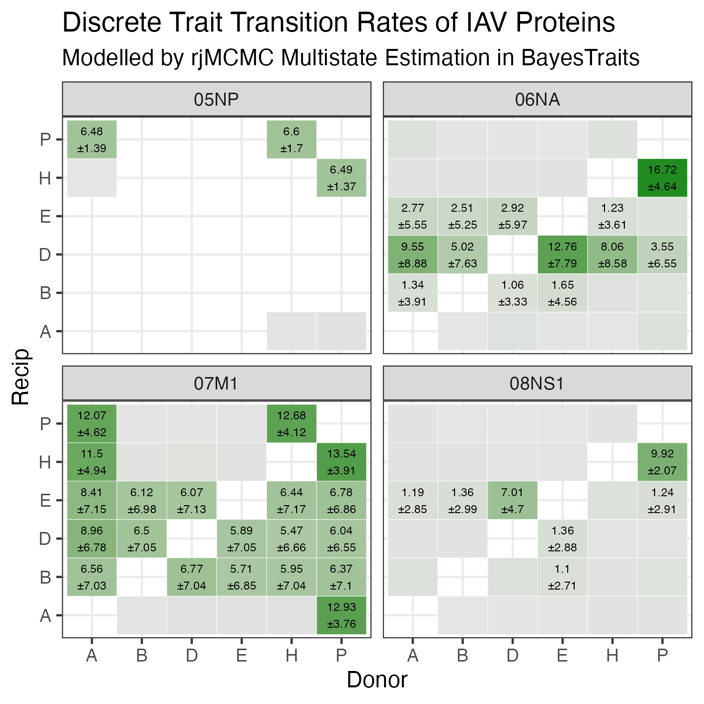 Discrete Trait Transition Rates of IAV Proteins
Modelled by rjMCMC Multistate Estimation in BayesTraits
05NP
06NA
P
6.48 6.6
±1.39 ±1.7
H
6.49 16.72
±1.37 ±4.64
E
2.77 2.51 2.92 1.23
±5.55 ±5.25 ±5.97 ±3.61
D
9.55 5.02 12.76 8.06 3.55
±8.88 ±7.63 ±7.79 ±8.58 ±6.55
B
1.34 1.06 1.65
±3.91 ±3.33 ±4.56
A
Recip
07M1
08NS1
P
12.07 12.68
±4.62 ±4.12
H
11.5 13.54 9.92
±4.94 ±3.91 ±2.07
E
8.41 6.12 6.07 6.44 6.78 1.19 1.36 7.01 1.24
±7.15 ±6.98 ±7.13 ±7.17 ±6.86 ±2.85 ±2.99 ±4.7 ±2.91
D
8.96 6.5 5.89 5.47 6.04 1.36
±6.78 ±7.05 ±7.05 ±6.66 ±6.55 ±2.88
B
6.56 6.77 5.71 5.95 6.37 1.1
±7.03 ±7.04 ±6.85 ±7.04 ±7.1 ±2.71
A
12.93
±3.76
A B D E H P A B D E H P
Donor